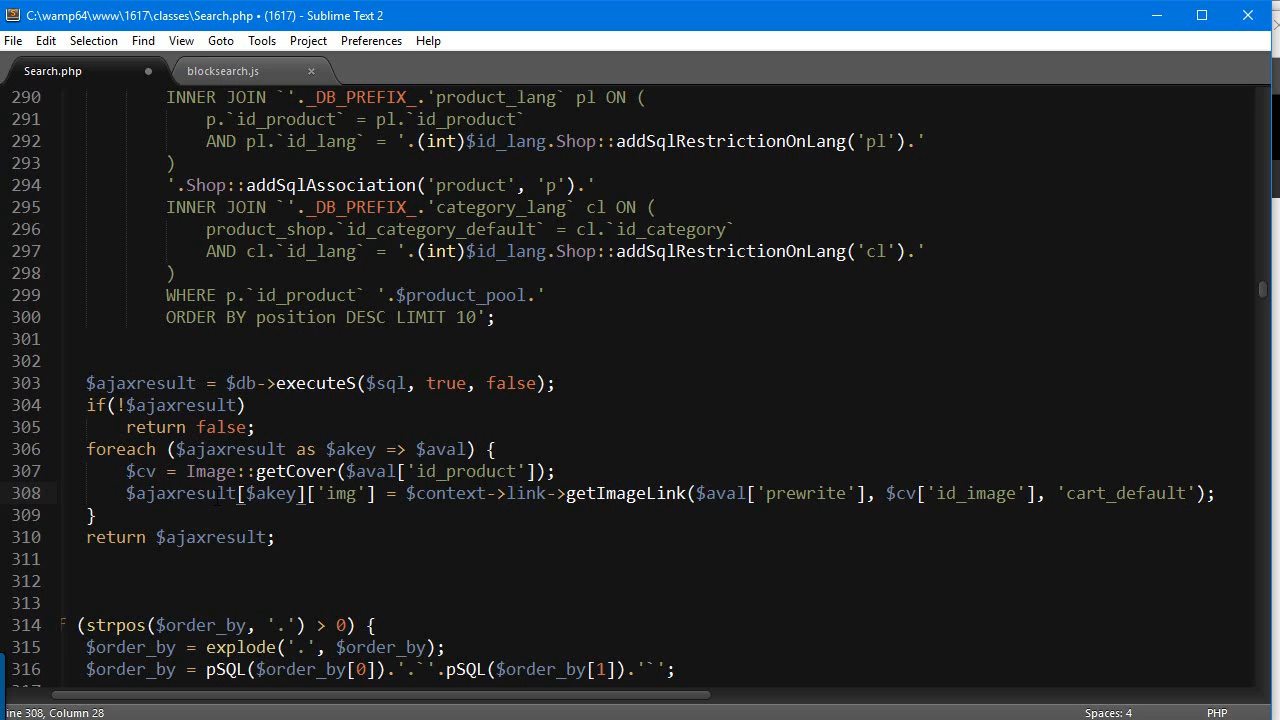 C:\wamp64\www\1617\classes\Search.php • (1617) - Sublime Text 2
File Edit Selection Find View Goto Tools Project Preferences Help
Search.php blocksearch.js
290 INNER JOIN `'._DB_PREFIX_.'product_lang` pl ON (
291 p.`id_product` = pl.`id_product`
292 AND pl.`id_lang` = '.(int)$id_lang.Shop::addSqlRestrictionOnLang('pl').'
293 )
294 '.Shop::addSqlAssociation('product', 'p').'
295 INNER JOIN `'._DB_PREFIX_.'category_lang` cl ON (
296 product_shop.`id_category_default` = cl.`id_category`
297 AND cl.`id_lang` = '.(int)$id_lang.Shop::addSqlRestrictionOnLang('cl').'
298 )
299 WHERE p.`id_product` '.$product_pool.'
300 ORDER BY position DESC LIMIT 10';
301
302
303 $ajaxresult = $db->executeS($sql, true, false);
304 if(!$ajaxresult)
305 return false;
306 foreach ($ajaxresult as $akey => $aval) {
307 $cv = Image::getCover($aval['id_product']);
308 $ajaxresult[$akey]['img'] = $context->link->getImageLink($aval['prewrite'], $cv['id_image'], 'cart_default');
309 }
310 return $ajaxresult;
311
312
313
314 f (strpos($order_by, '.') > 0) {
315 $order_by = explode('.', $order_by);
316 $order_by = pSQL($order_by[0]).'.`'.pSQL($order_by[1]).'`';
ine 308, Column 28 Spaces: 4 PHP